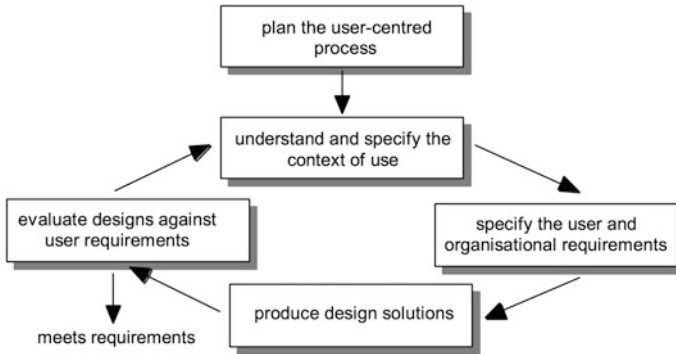 plan the user-centred
process
understand and specify the
context of use
evaluate designs against
user requirements
specify the user and
organisational requirements
produce design solutions
meets requirements